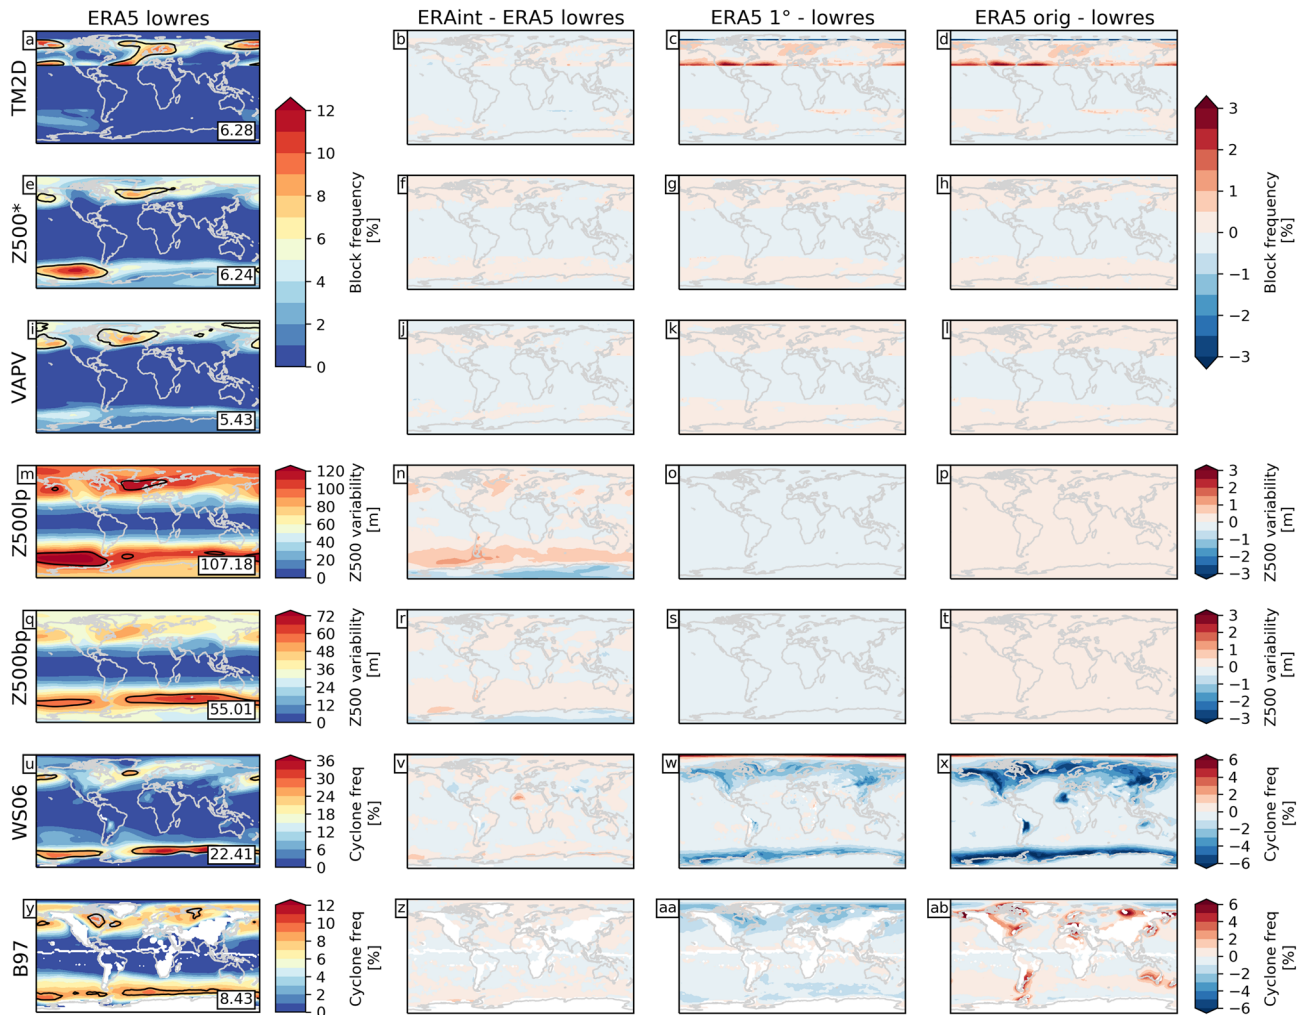 ERA5 lowres
ERAint - ERA5 lowres
ERA5 1° - lowres
ERA5 orig - lowres
TM2D
a
6.28
b
c
d
Z500*
e
6.24
f
g
h
VAPV
i
5.43
j
k
l
12
10
8
6
4
2
0
Block frequency
[%]
3
2
1
0
−1
−2
−3
Block frequency
[%]
Z500lp
m
107.18
120
100
80
60
40
20
0
Z500 variability
[m]
n
o
p
3
2
1
0
−1
−2
−3
Z500 variability
[m]
Z500bp
q
55.01
72
60
48
36
24
12
0
Z500 variability
[m]
r
s
t
3
2
1
0
−1
−2
−3
Z500 variability
[m]
WS06
u
22.41
36
30
24
18
12
6
0
Cyclone freq
[%]
v
w
x
6
4
2
0
−2
−4
−6
Cyclone freq
[%]
B97
y
8.43
12
10
8
6
4
2
0
Cyclone freq
[%]
z
aa
ab
6
4
2
0
−2
−4
−6
Cyclone freq
[%]